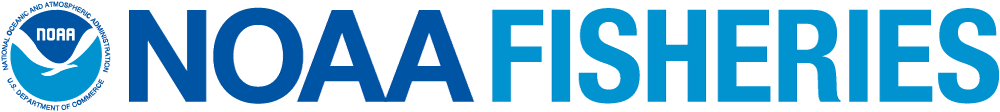 NATIONAL OCEANIC AND ATMOSPHERIC ADMINISTRATION
NOAA
U.S. DEPARTMENT OF COMMERCE
NOAA FISHERIES